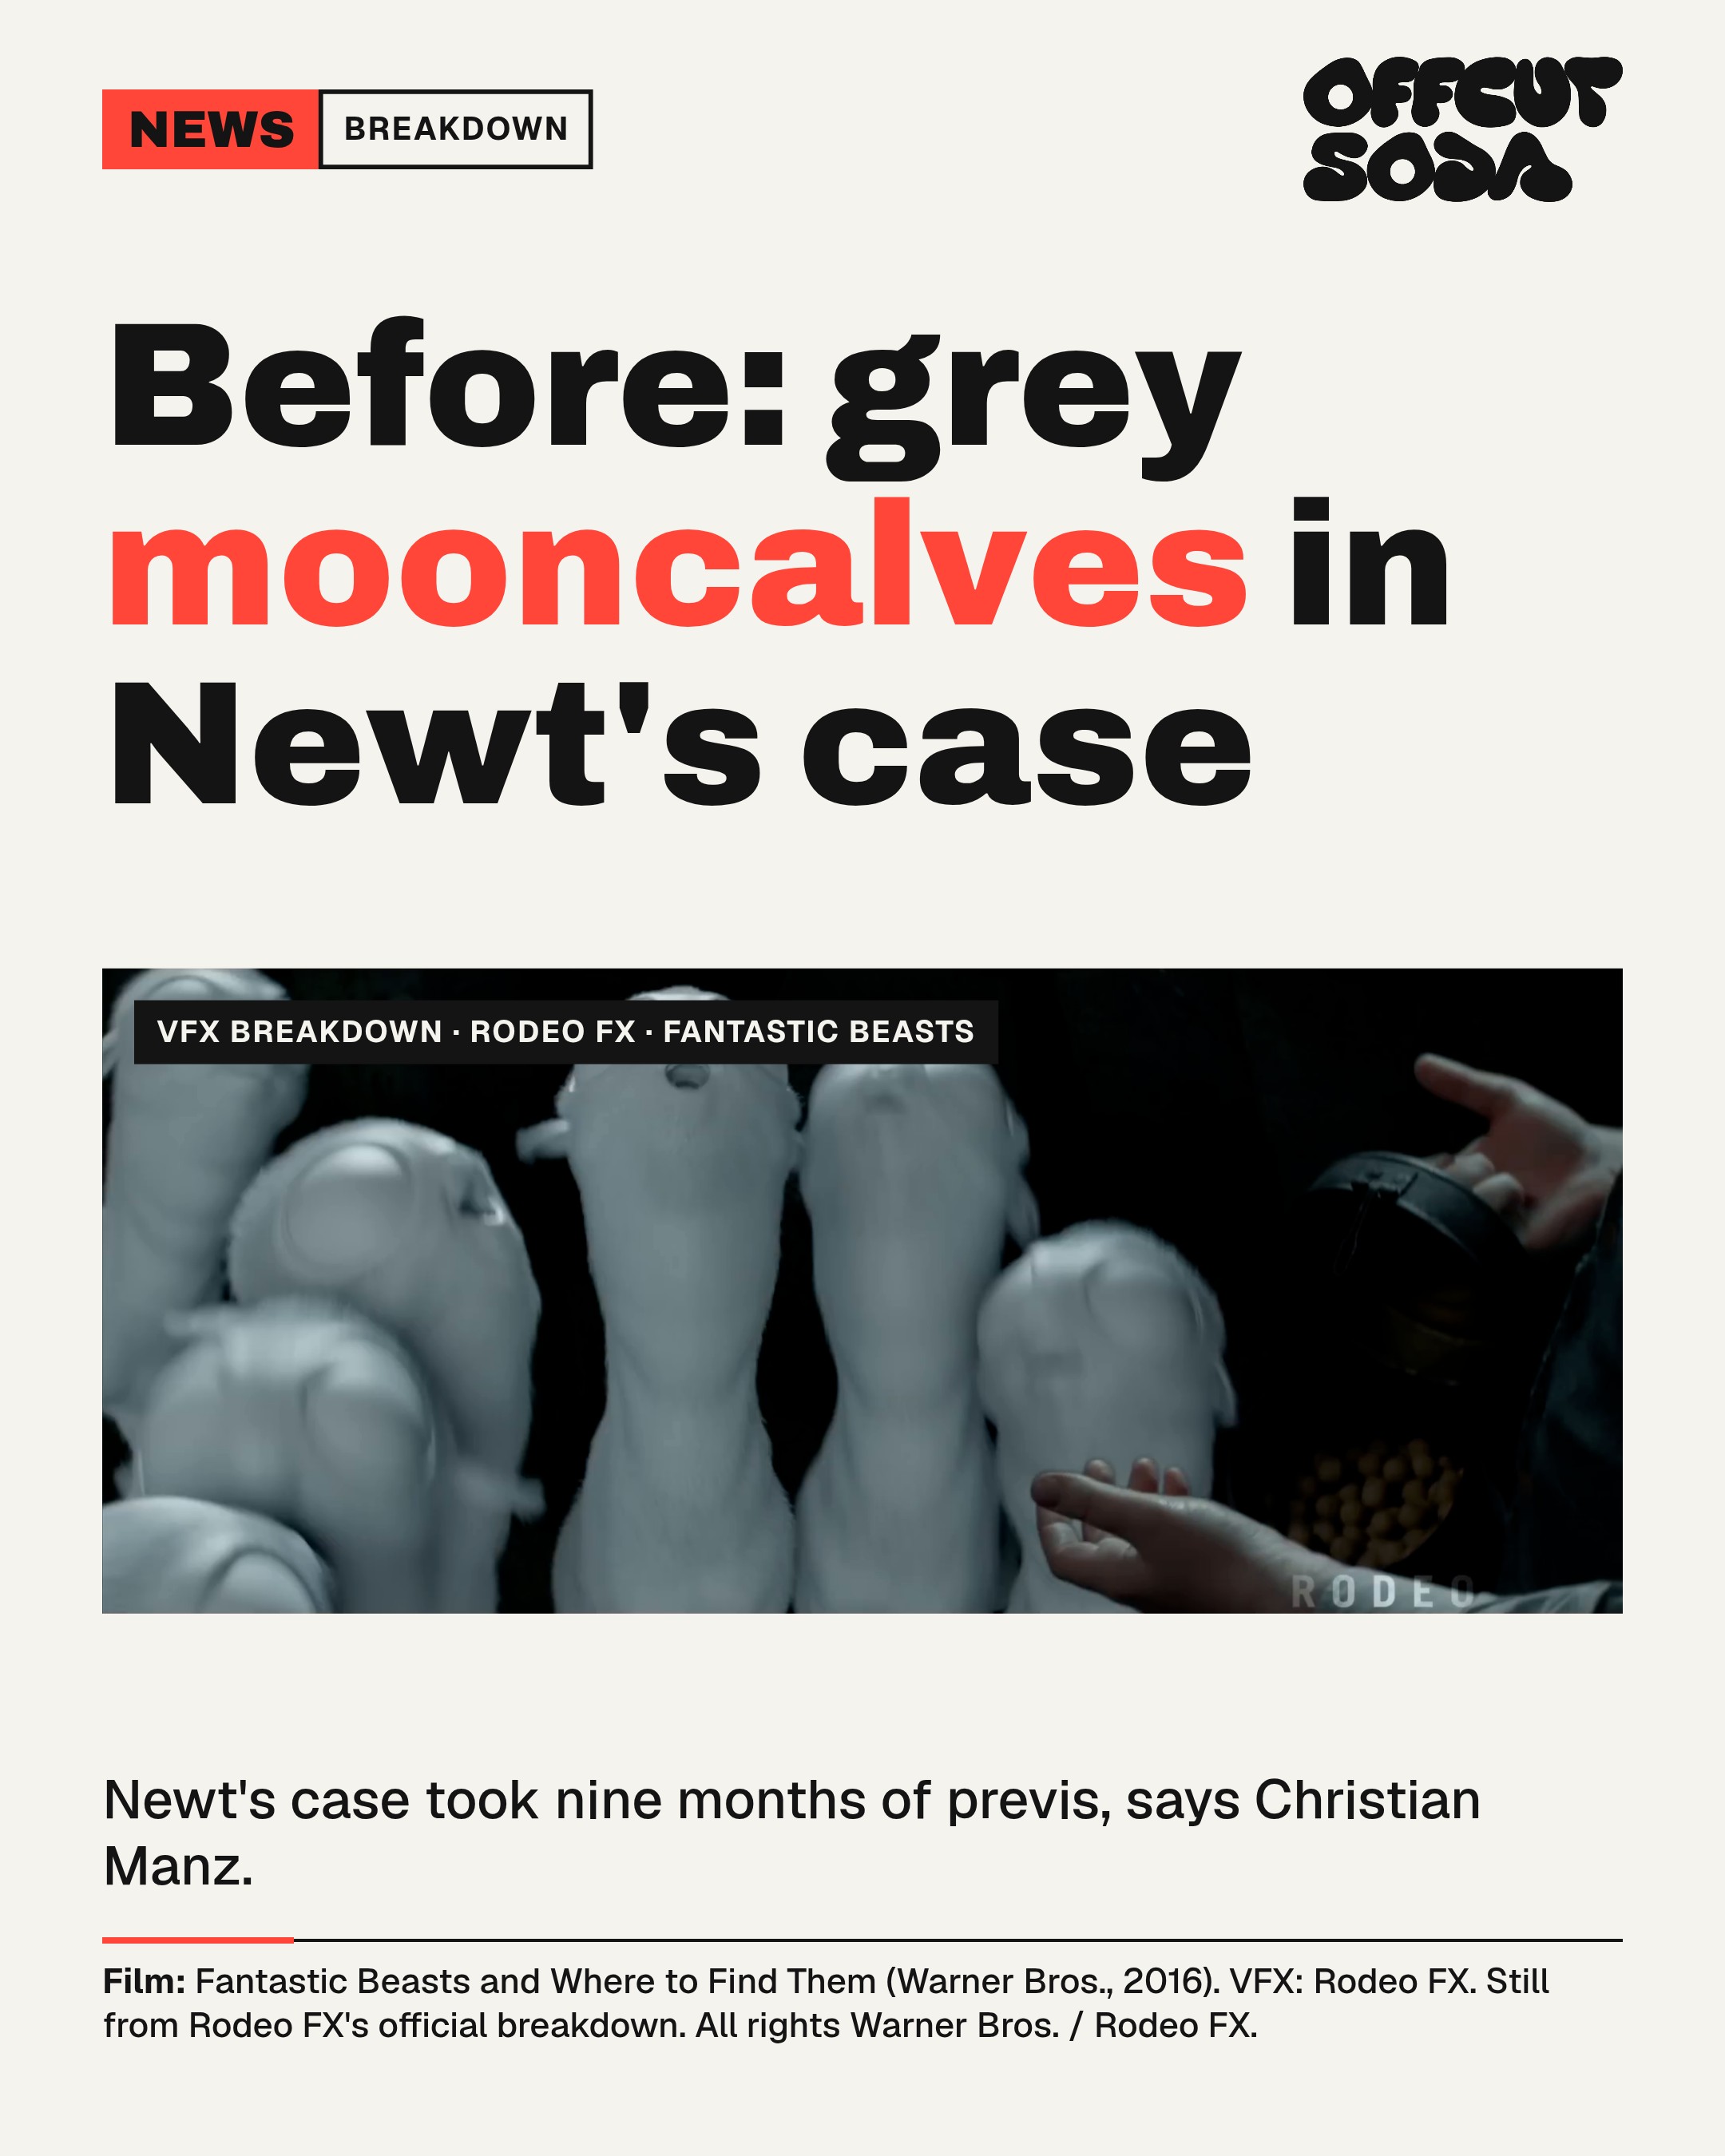 NEWS BREAKDOWN
OFFCUT
SODA
Before: grey
mooncalves in
Newt's case
VFX BREAKDOWN · RODEO FX · FANTASTIC BEASTS
RODEO
Newt's case took nine months of previs, says Christian
Manz.
Film: Fantastic Beasts and Where to Find Them (Warner Bros., 2016). VFX: Rodeo FX. Still
from Rodeo FX's official breakdown. All rights Warner Bros. / Rodeo FX.